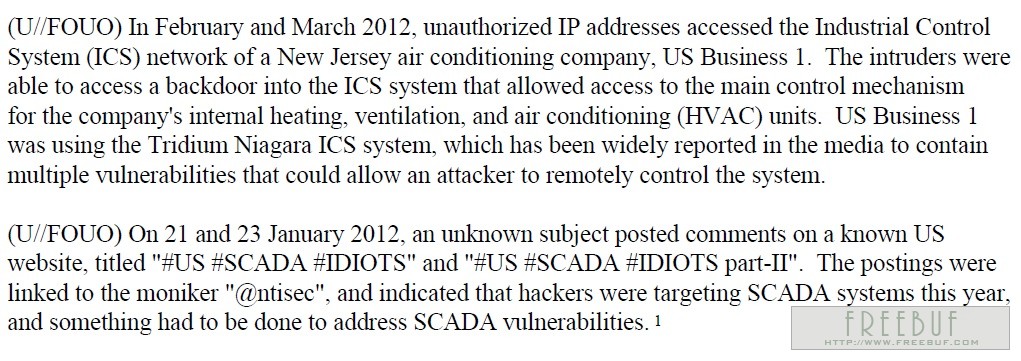 (U//FOUO) In February and March 2012, unauthorized IP addresses accessed the Industrial Control
System (ICS) network of a New Jersey air conditioning company, US Business 1.  The intruders were
able to access a backdoor into the ICS system that allowed access to the main control mechanism
for the company's internal heating, ventilation, and air conditioning (HVAC) units.  US Business 1
was using the Tridium Niagara ICS system, which has been widely reported in the media to contain
multiple vulnerabilities that could allow an attacker to remotely control the system.
(U//FOUO) On 21 and 23 January 2012, an unknown subject posted comments on a known US
website, titled "#US #SCADA #IDIOTS" and "#US #SCADA #IDIOTS part-II".  The postings were
linked to the moniker "@ntisec", and indicated that hackers were targeting SCADA systems this year,
and something had to be done to address SCADA vulnerabilities. 1
FREEBUF
HTTP://WWW.FREEBUF.COM